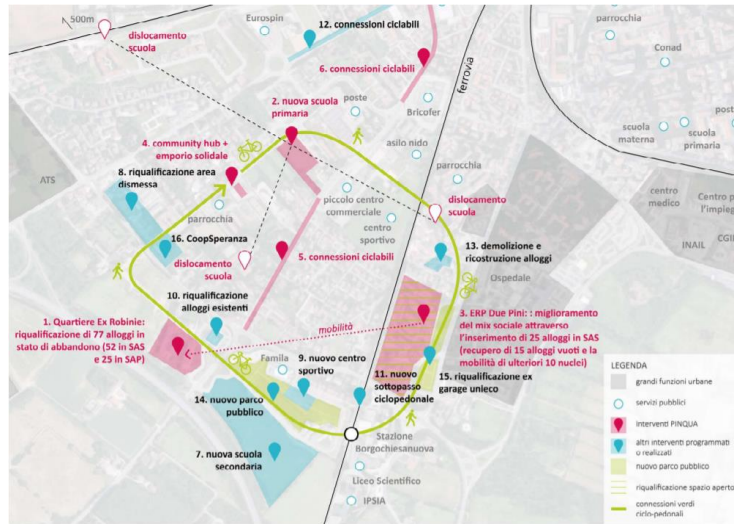 500m
dislocamento
scuola
Eurospin
12. connessioni ciclabili
6. connessioni ciclabili
ferrovia
parrocchia
Conad
2. nuova scuola
primaria
poste
Bricofer
asilo nido
scuola
materna
scuola
primaria
4. community hub +
emporio solidale
8. riqualificazione area
dismessa
ATS
parrocchia
piccolo centro
commerciale
centro
sportivo
parrocchia
dislocamento
scuola
centro
medico
INAIL
16. CoopSperanza
dislocamento
scuola
5. connessioni ciclabili
13. demolizione e
ricostruzione alloggi
Ospedale
10. riqualificazione
alloggi esistenti
1. Quartiere Ex Robinie:
riqualificazione di 77 alloggi in
stato di abbandono (52 in SAS
e 25 in SAP)
mobilità
3. ERP Due Pini: : miglioramento
del mix sociale attraverso
l'inserimento di 25 alloggi in SAS
(recupero di 15 alloggi vuoti e la
mobilità di ulteriori 10 nuclei)
Famila
9. nuovo centro
sportivo
11. nuovo
sottopasso
ciclopedonale
15. riqualificazione ex
garage unieco
14. nuovo parco
pubblico
7. nuova scuola
secondaria
Stazione
Borgochiesanuova
Liceo Scientifico
IPSIA
LEGENDA
grandi funzioni urbane
servizi pubblici
Interventi PINQUA
altri interventi programmati
o realizzati
nuovo parco pubblico
riqualificazione spazio aperto
connessioni verdi
ciclo-pedonali